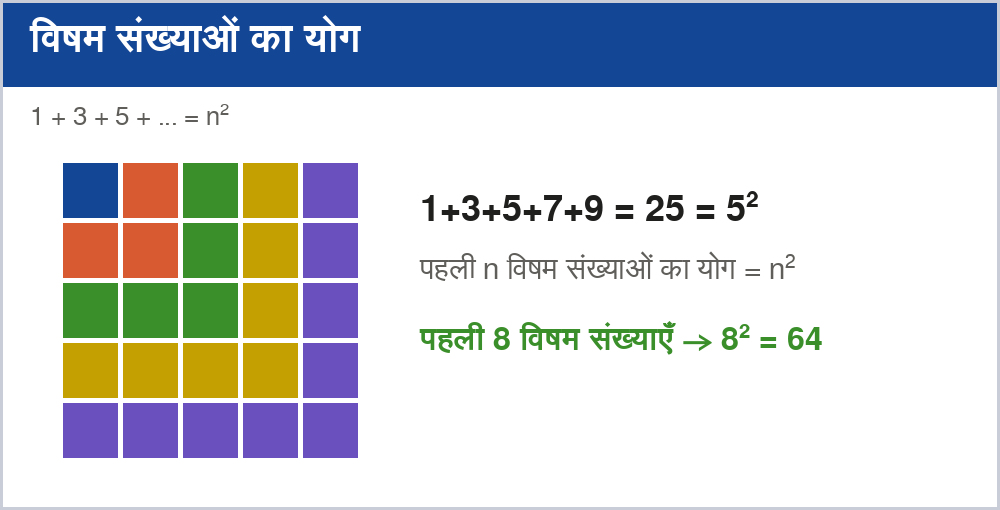 विषम संख्याओं का योग
1 + 3 + 5 + ... = n²
1+3+5+7+9 = 25 = 5²
पहली n विषम संख्याओं का योग = n²
पहली 8 विषम संख्याएँ → 8² = 64